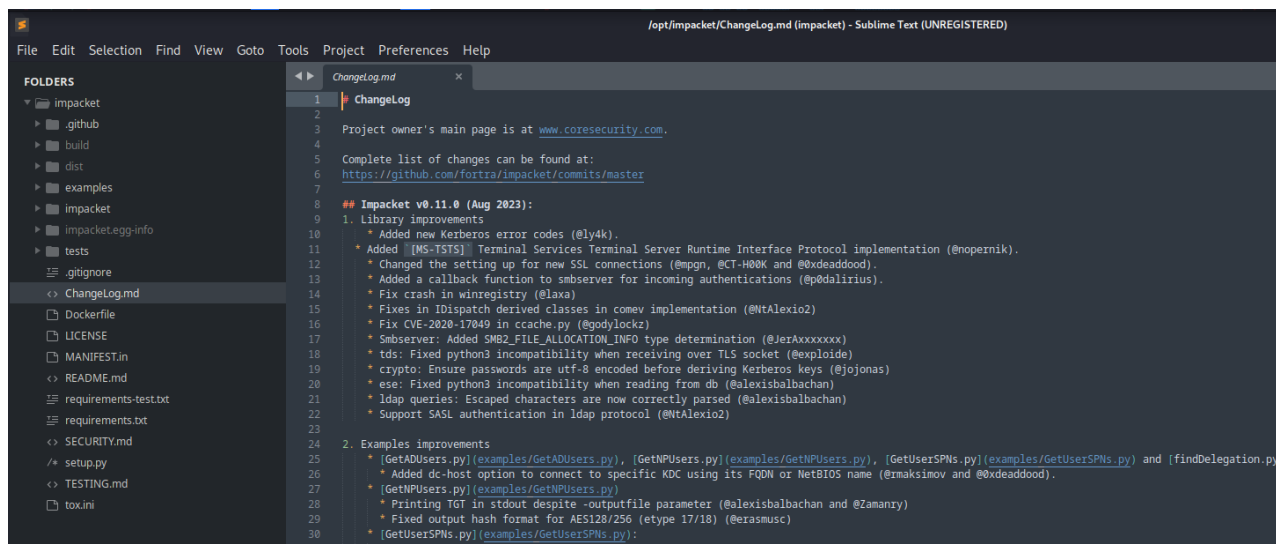 /opt/impacket/ChangeLog.md (impacket) - Sublime Text (UNREGISTERED)
File Edit Selection Find View Goto Tools Project Preferences Help
FOLDERS
impacket
.github
build
dist
examples
impacket
impacket.egg-info
tests
.gitignore
ChangeLog.md
Dockerfile
LICENSE
MANIFEST.in
README.md
requirements-test.txt
requirements.txt
SECURITY.md
setup.py
TESTING.md
tox.ini
ChangeLog.md ×
1 # ChangeLog
2
3 Project owner's main page is at www.coresecurity.com.
4
5 Complete list of changes can be found at:
6 https://github.com/fortra/impacket/commits/master
7
8 ## Impacket v0.11.0 (Aug 2023):
9 1. Library improvements
10 * Added new Kerberos error codes (@ly4k).
11 * Added `[MS-TSTS]` Terminal Services Terminal Server Runtime Interface Protocol implementation (@nopernik).
12 * Changed the setting up for new SSL connections (@mpgn, @CT-H00K and @0xdeaddood).
13 * Added a callback function to smbserver for incoming authentications (@p0dalirius).
14 * Fix crash in winregistry (@laxa)
15 * Fixes in IDispatch derived classes in comev implementation (@NtAlexio2)
16 * Fix CVE-2020-17049 in ccache.py (@godylockz)
17 * Smbserver: Added SMB2_FILE_ALLOCATION_INFO type determination (@JerAxxxxxxx)
18 * tds: Fixed python3 incompatibility when receiving over TLS socket (@exploide)
19 * crypto: Ensure passwords are utf-8 encoded before deriving Kerberos keys (@jojonas)
20 * ese: Fixed python3 incompatibility when reading from db (@alexisbalbachan)
21 * ldap queries: Escaped characters are now correctly parsed (@alexisbalbachan)
22 * Support SASL authentication in ldap protocol (@NtAlexio2)
23
24 2. Examples improvements
25 * [GetADUsers.py](examples/GetADUsers.py), [GetNPUsers.py](examples/GetNPUsers.py), [GetUserSPNs.py](examples/GetUserSPNs.py) and [findDelegation.py
26 * Added dc-host option to connect to specific KDC using its FQDN or NetBIOS name (@rmaksimov and @0xdeaddood).
27 * [GetNPUsers.py](examples/GetNPUsers.py)
28 * Printing TGT in stdout despite -outputfile parameter (@alexisbalbachan and @Zamanry)
29 * Fixed output hash format for AES128/256 (etype 17/18) (@erasmusc)
30 * [GetUserSPNs.py](examples/GetUserSPNs.py):